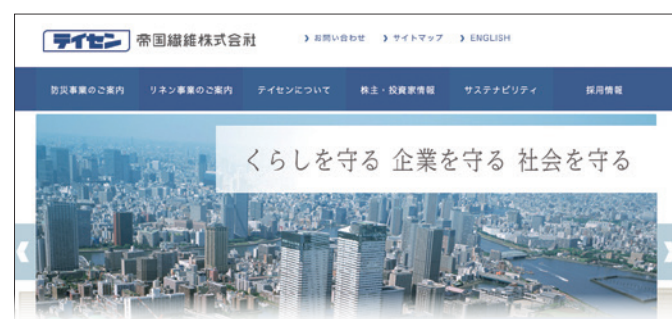 テイセン 帝国繊維株式会社 お問い合わせ サイトマップ ENGLISH
防災事業のご案内 リネン事業のご案内 テイセンについて 株主・投資家情報 サステナビリティ 採用情報
くらしを守る 企業を守る 社会を守る